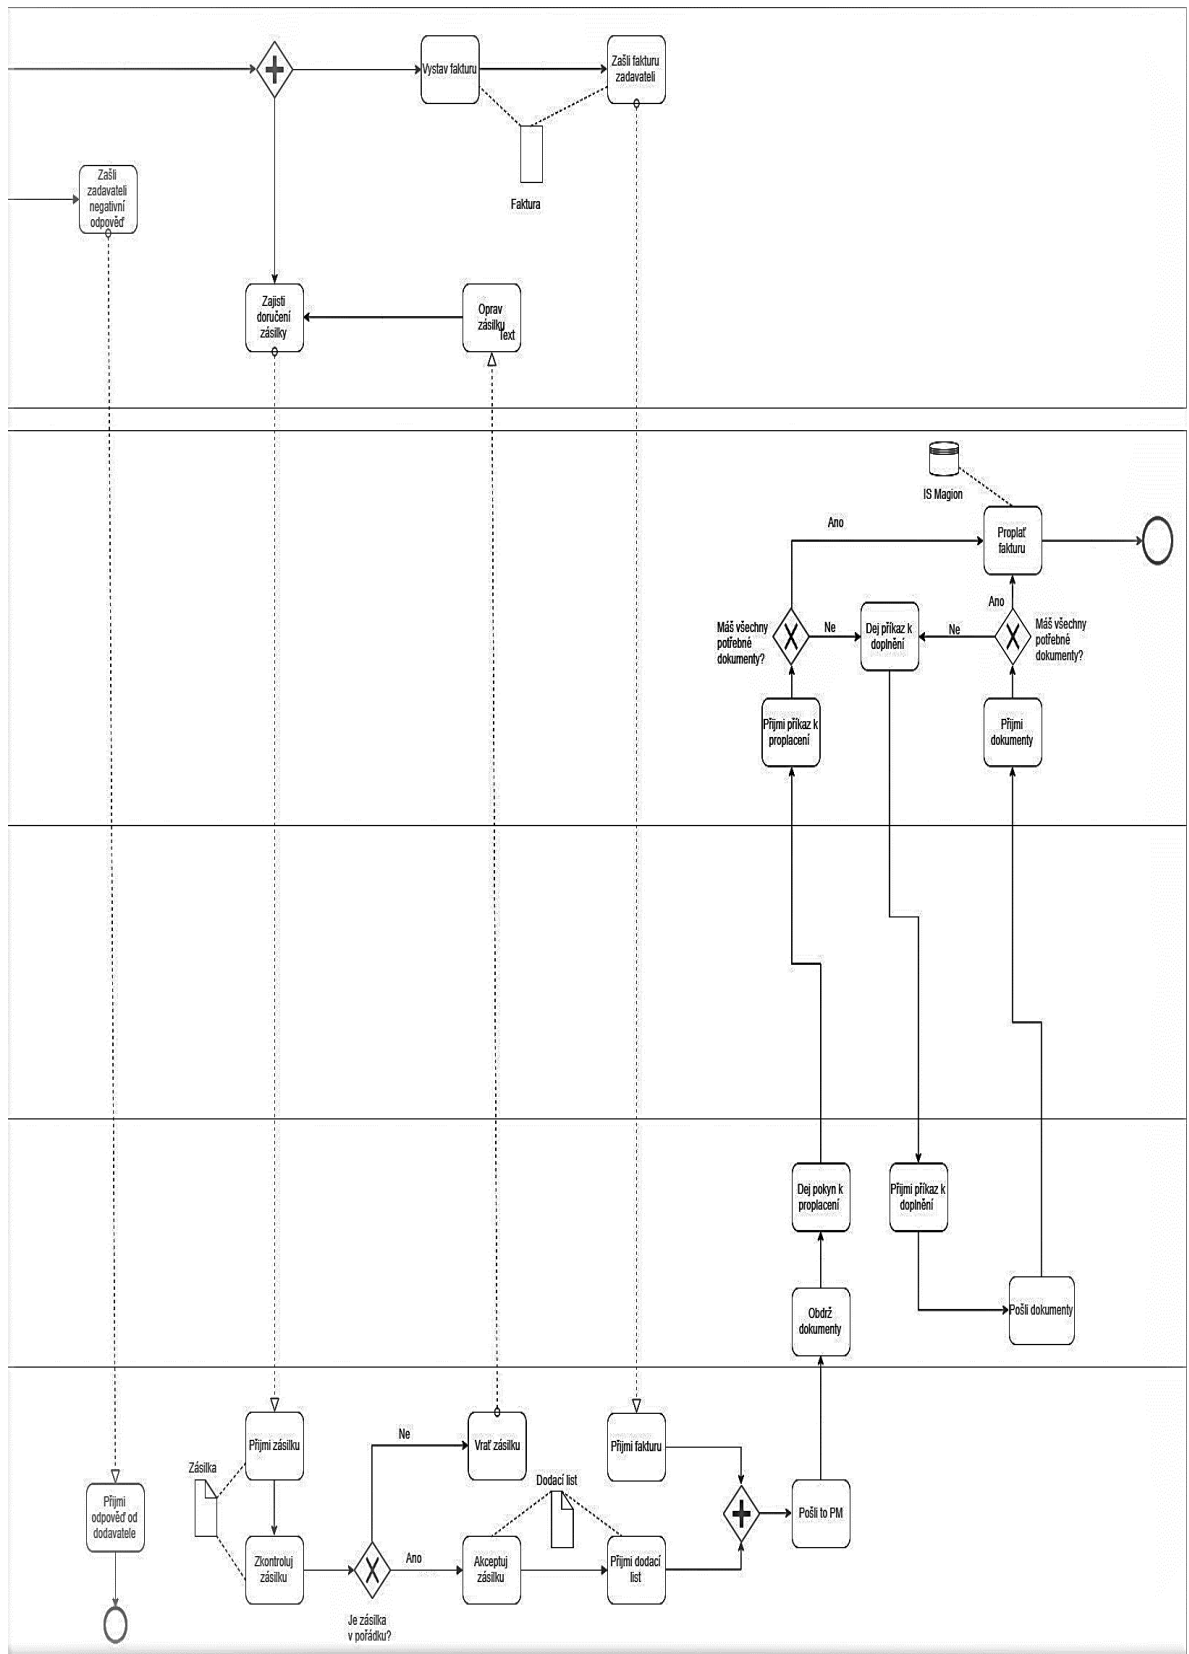 Vystav fakturu
Zašli fakturu
zadavateli
Faktura
Zašli
zadavateli
negativní
odpověď
Zajisti
doručení
zásilky
Oprav
zásilku
Text
IS Magion
Ano
Proplať
fakturu
Ano
Máš všechny
potřebné
dokumenty?
Ne
Dej příkaz k
doplnění
Ne
Máš všechny
potřebné
dokumenty?
Přijmi příkaz k
proplacení
Přijmi
dokumenty
Dej pokyn k
proplacení
Přijmi příkaz k
doplnění
Obdrž
dokumenty
Pošli dokumenty
Přijmi zásilku
Ne
Vrať zásilku
Přijmi fakturu
Zásilka
Dodací list
Přijmi
odpověď od
dodavatele
Pošli to PM
Zkontroluj
zásilku
Ano
Akceptuj
zásilku
Přijmi dodací
list
Je zásilka
v pořádku?